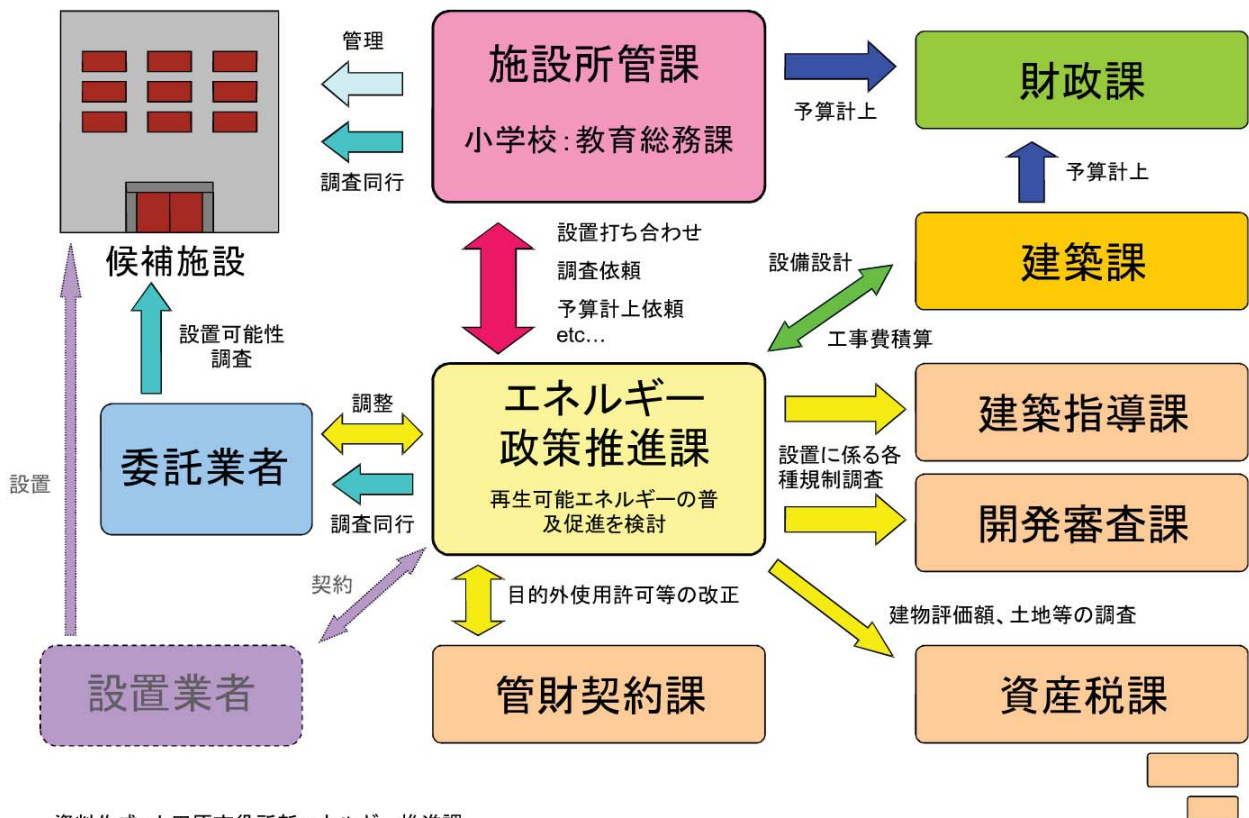 管理
施設所管課
小学校：教育総務課
調査同行
予算計上
財政課
予算計上
候補施設
設置打ち合わせ
調査依頼
予算計上依頼
etc…
設備設計
工事費積算
建築課
設置可能性
調査
設置
委託業者
調整
調査同行
エネルギー
政策推進課
再生可能エネルギーの普
及促進を検討
設置に係る各
種規制調査
建築指導課
開発審査課
契約
目的外使用許可等の改正
建物評価額、土地等の調査
設置業者
管財契約課
資産税課